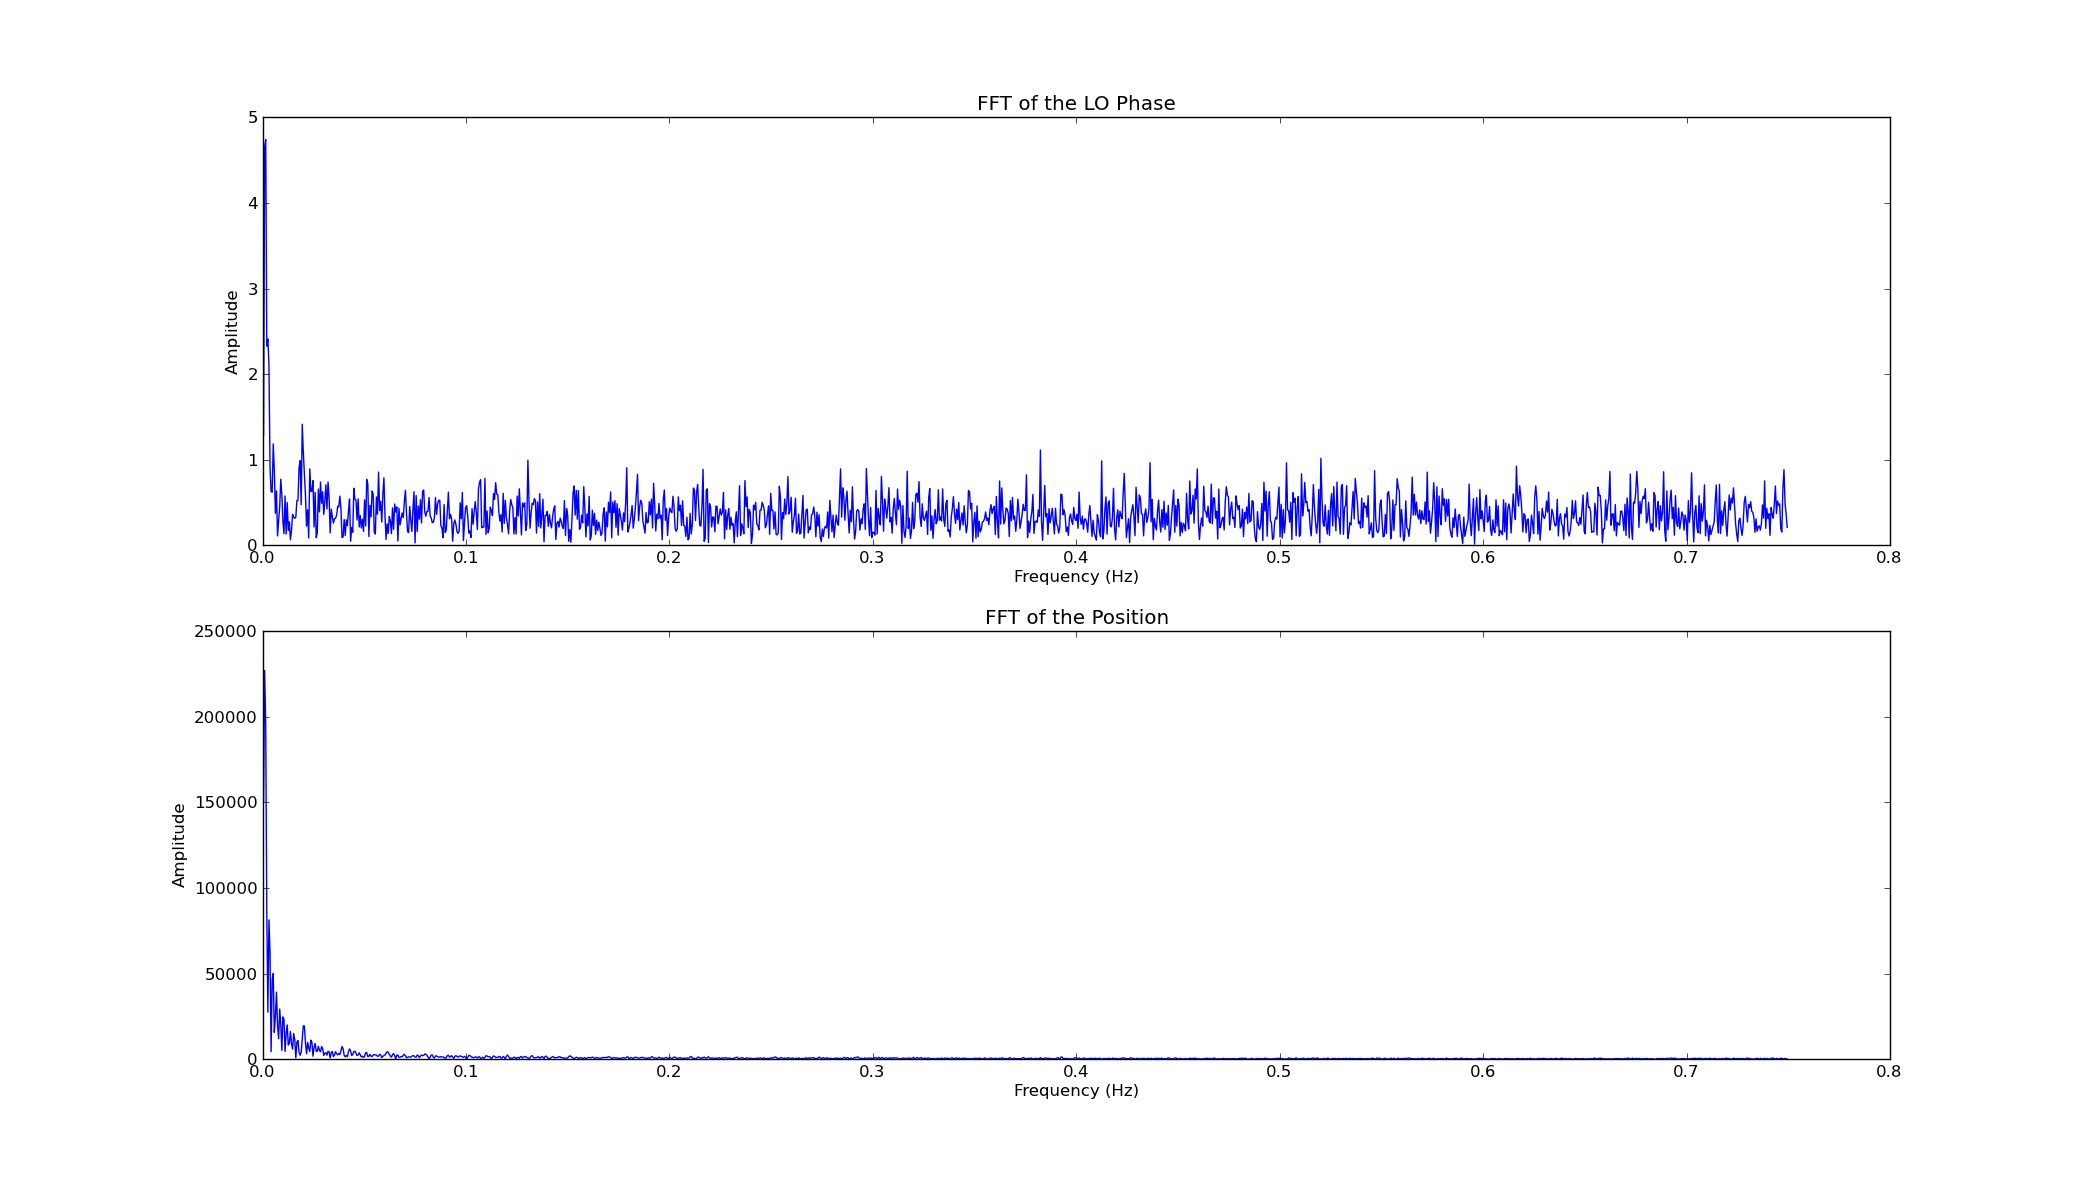 FFT of the LO Phase
5
4
3
2
1
0
Amplitude
0.0 0.1 0.2 0.3 0.4 0.5 0.6 0.7 0.8
Frequency (Hz)
FFT of the Position
250000
200000
150000
100000
50000
0
Amplitude
0.0 0.1 0.2 0.3 0.4 0.5 0.6 0.7 0.8
Frequency (Hz)